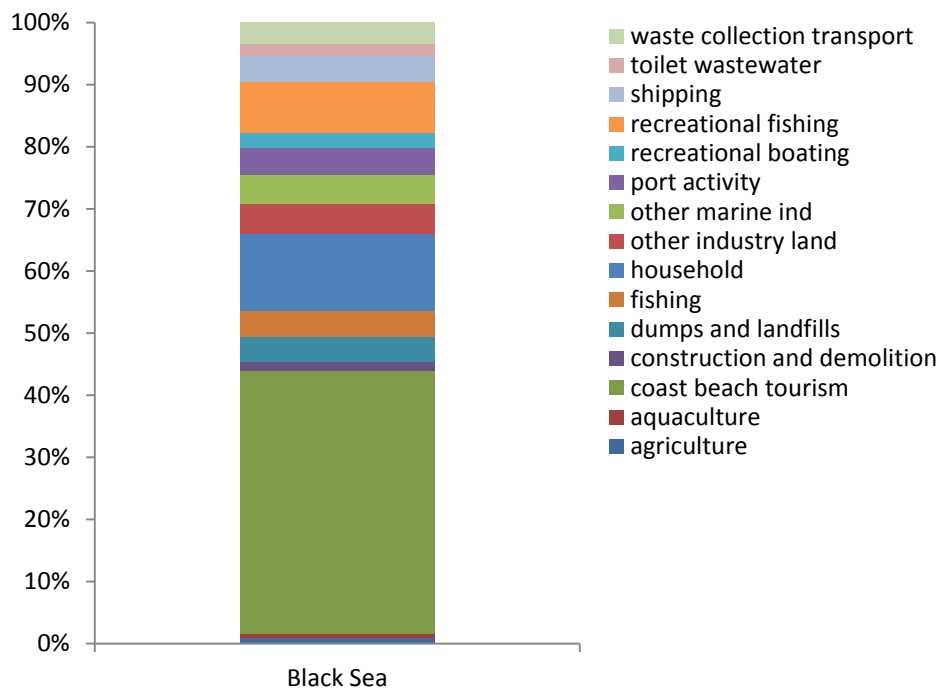 100%
90%
80%
70%
60%
50%
40%
30%
20%
10%
0%
Black Sea
waste collection transport
toilet wastewater
shipping
recreational fishing
recreational boating
port activity
other marine ind
other industry land
household
fishing
dumps and landfills
construction and demolition
coast beach tourism
aquaculture
agriculture